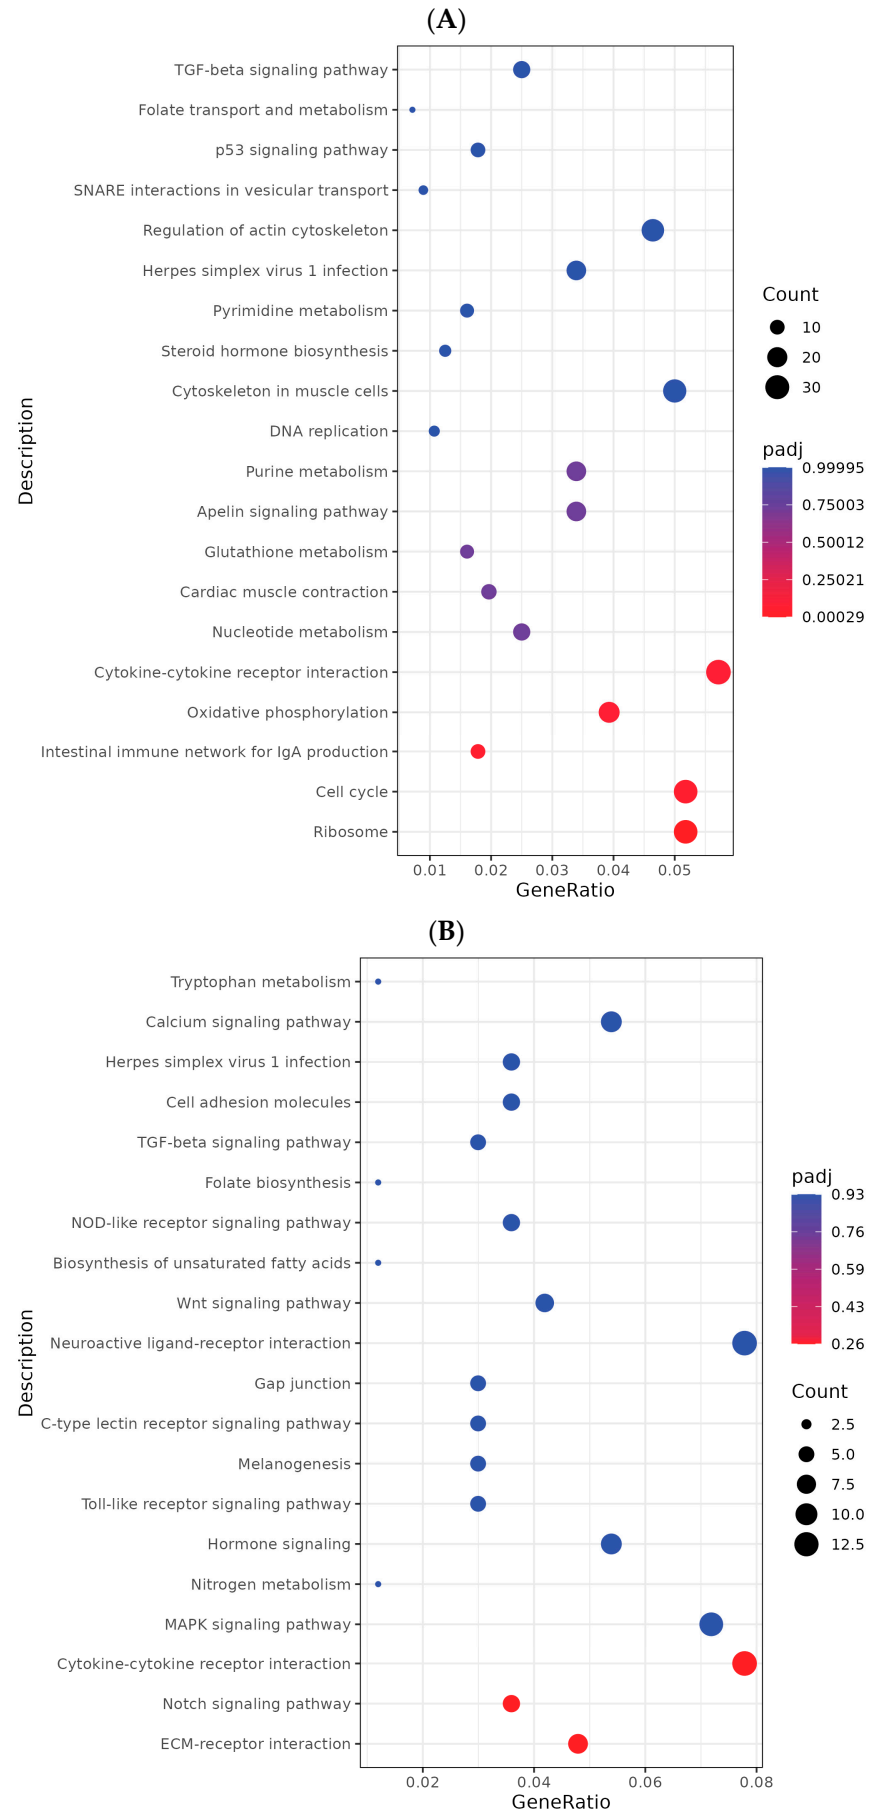 (A)
TGF-beta signaling pathway
Folate transport and metabolism
p53 signaling pathway
SNARE interactions in vesicular transport
Regulation of actin cytoskeleton
Herpes simplex virus 1 infection
Pyrimidine metabolism
Steroid hormone biosynthesis
Cytoskeleton in muscle cells
DNA replication
Purine metabolism
Apelin signaling pathway
Glutathione metabolism
Cardiac muscle contraction
Nucleotide metabolism
Cytokine-cytokine receptor interaction
Oxidative phosphorylation
Intestinal immune network for IgA production
Cell cycle
Ribosome
Description
0.01 0.02 0.03 0.04 0.05
GeneRatio
Count
10
20
30
padj
0.99995
0.75003
0.50012
0.25021
0.00029
(B)
Tryptophan metabolism
Calcium signaling pathway
Herpes simplex virus 1 infection
Cell adhesion molecules
TGF-beta signaling pathway
Folate biosynthesis
NOD-like receptor signaling pathway
Biosynthesis of unsaturated fatty acids
Wnt signaling pathway
Neuroactive ligand-receptor interaction
Gap junction
C-type lectin receptor signaling pathway
Melanogenesis
Toll-like receptor signaling pathway
Hormone signaling
Nitrogen metabolism
MAPK signaling pathway
Cytokine-cytokine receptor interaction
Notch signaling pathway
ECM-receptor interaction
Description
0.02 0.04 0.06 0.08
GeneRatio
padj
0.93
0.76
0.59
0.43
0.26
Count
2.5
5.0
7.5
10.0
12.5